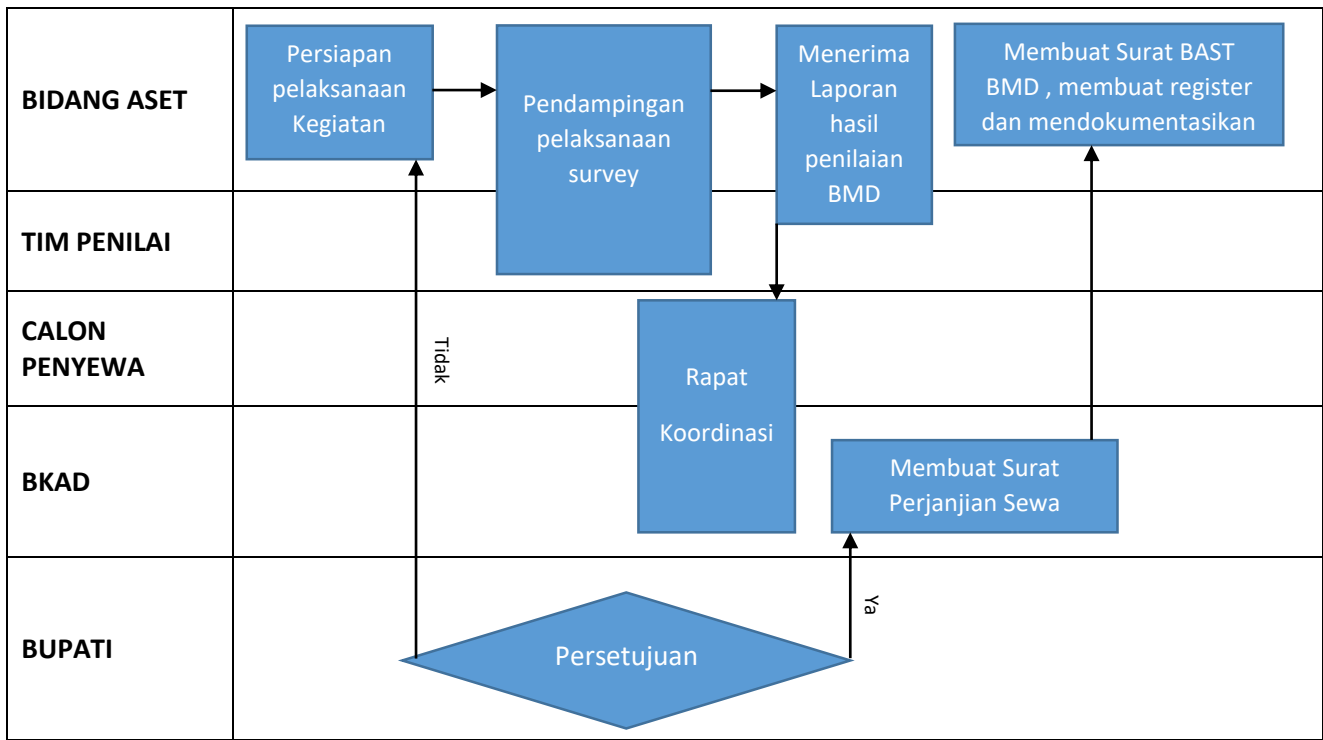 BIDANG ASET
Persiapan
pelaksanaan
Kegiatan
Pendampingan
pelaksanaan
survey
Menerima
Laporan
hasil
penilaian
BMD
Membuat Surat BAST
BMD , membuat register
dan mendokumentasikan
TIM PENILAI
CALON
PENYEWA
Tidak
Rapat
Koordinasi
BKAD
Membuat Surat
Perjanjian Sewa
BUPATI
Persetujuan
Ya